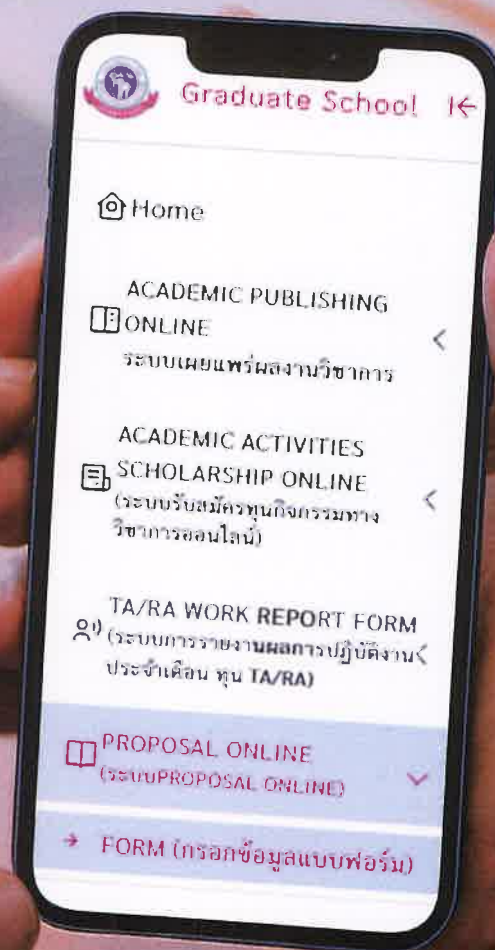 Graduate School
Home
ACADEMIC PUBLISHING
ONLINE
ระบบเผยแพร่ผลงานวิชาการ
ACADEMIC ACTIVITIES
SCHOLARSHIP ONLINE
(ระบบรับสมัครทุนกิจกรรมทาง
วิชาการออนไลน์)
TA/RA WORK REPORT FORM
(ระบบการรายงานผลการปฏิบัติงาน
ประจำเดือน ทุน TA/RA)
PROPOSAL ONLINE
(ระบบPROPOSAL ONLINE)
FORM (กรอกข้อมูลแบบฟอร์ม)